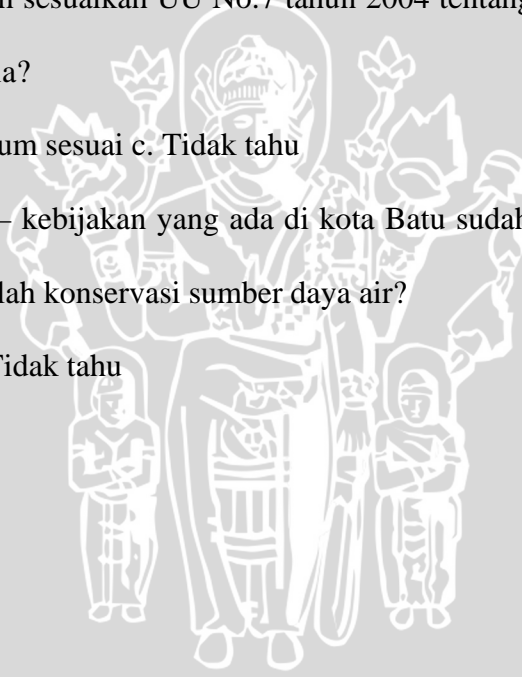 sesuaikan UU No.7 tahun 2004 tentang
a?
um sesuai c. Tidak tahu
– kebijakan yang ada di kota Batu sudah
lah konservasi sumber daya air?
Tidak tahu